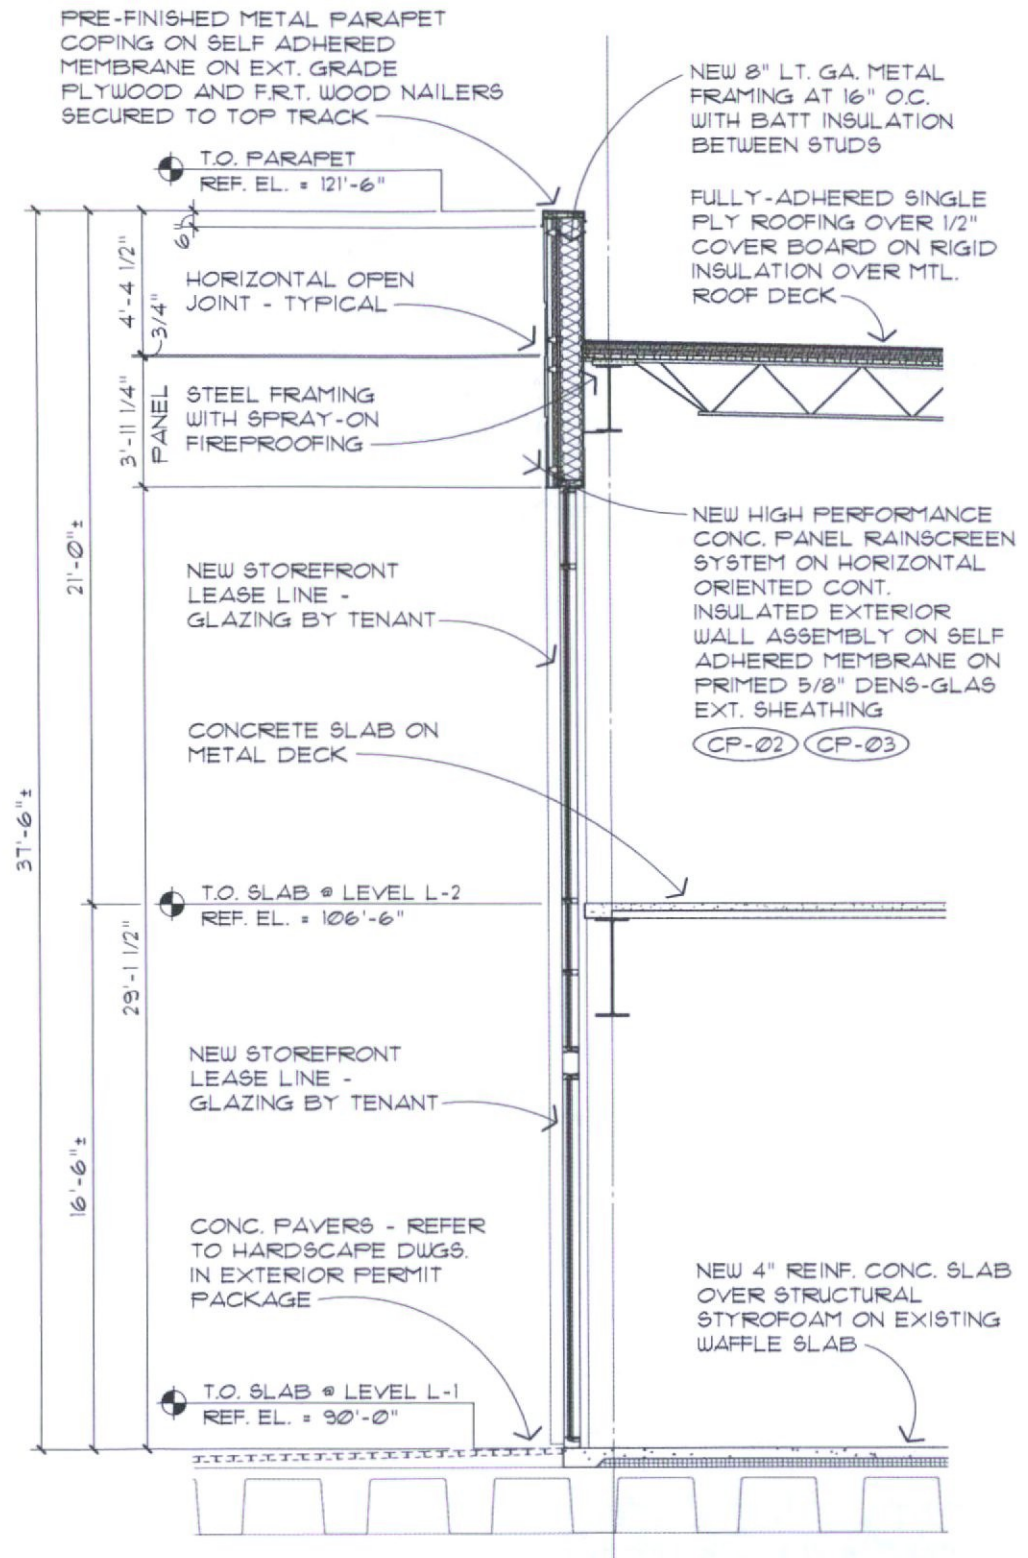 PRE-FINISHED METAL PARAPET
COPING ON SELF ADHERED
MEMBRANE ON EXT. GRADE
PLYWOOD AND F.R.T. WOOD NAILERS
SECURED TO TOP TRACK
NEW 8" LT. GA. METAL
FRAMING AT 16" O.C.
WITH BATT INSULATION
BETWEEN STUDS
T.O. PARAPET
REF. EL. = 121'-6"
FULLY-ADHERED SINGLE
PLY ROOFING OVER 1/2"
COVER BOARD ON RIGID
INSULATION OVER MTL.
ROOF DECK
6"
4'-4 1/2"
HORIZONTAL OPEN
JOINT - TYPICAL
3/4"
3'-11 1/4"
PANEL
STEEL FRAMING
WITH SPRAY-ON
FIREPROOFING
NEW HIGH PERFORMANCE
CONC. PANEL RAINSCREEN
SYSTEM ON HORIZONTAL
ORIENTED CONT.
INSULATED EXTERIOR
WALL ASSEMBLY ON SELF
ADHERED MEMBRANE ON
PRIMED 5/8" DENS-GLAS
EXT. SHEATHING
CP-02 CP-03
21'-0"±
NEW STOREFRONT
LEASE LINE -
GLAZING BY TENANT
CONCRETE SLAB ON
METAL DECK
37'-6"±
T.O. SLAB @ LEVEL L-2
REF. EL. = 106'-6"
29'-1 1/2"
NEW STOREFRONT
LEASE LINE -
GLAZING BY TENANT
16'-6"±
CONC. PAVERS - REFER
TO HARDSCAPE DWGS.
IN EXTERIOR PERMIT
PACKAGE
NEW 4" REINF. CONC. SLAB
OVER STRUCTURAL
STYROFOAM ON EXISTING
WAFFLE SLAB
T.O. SLAB @ LEVEL L-1
REF. EL. = 90'-0"